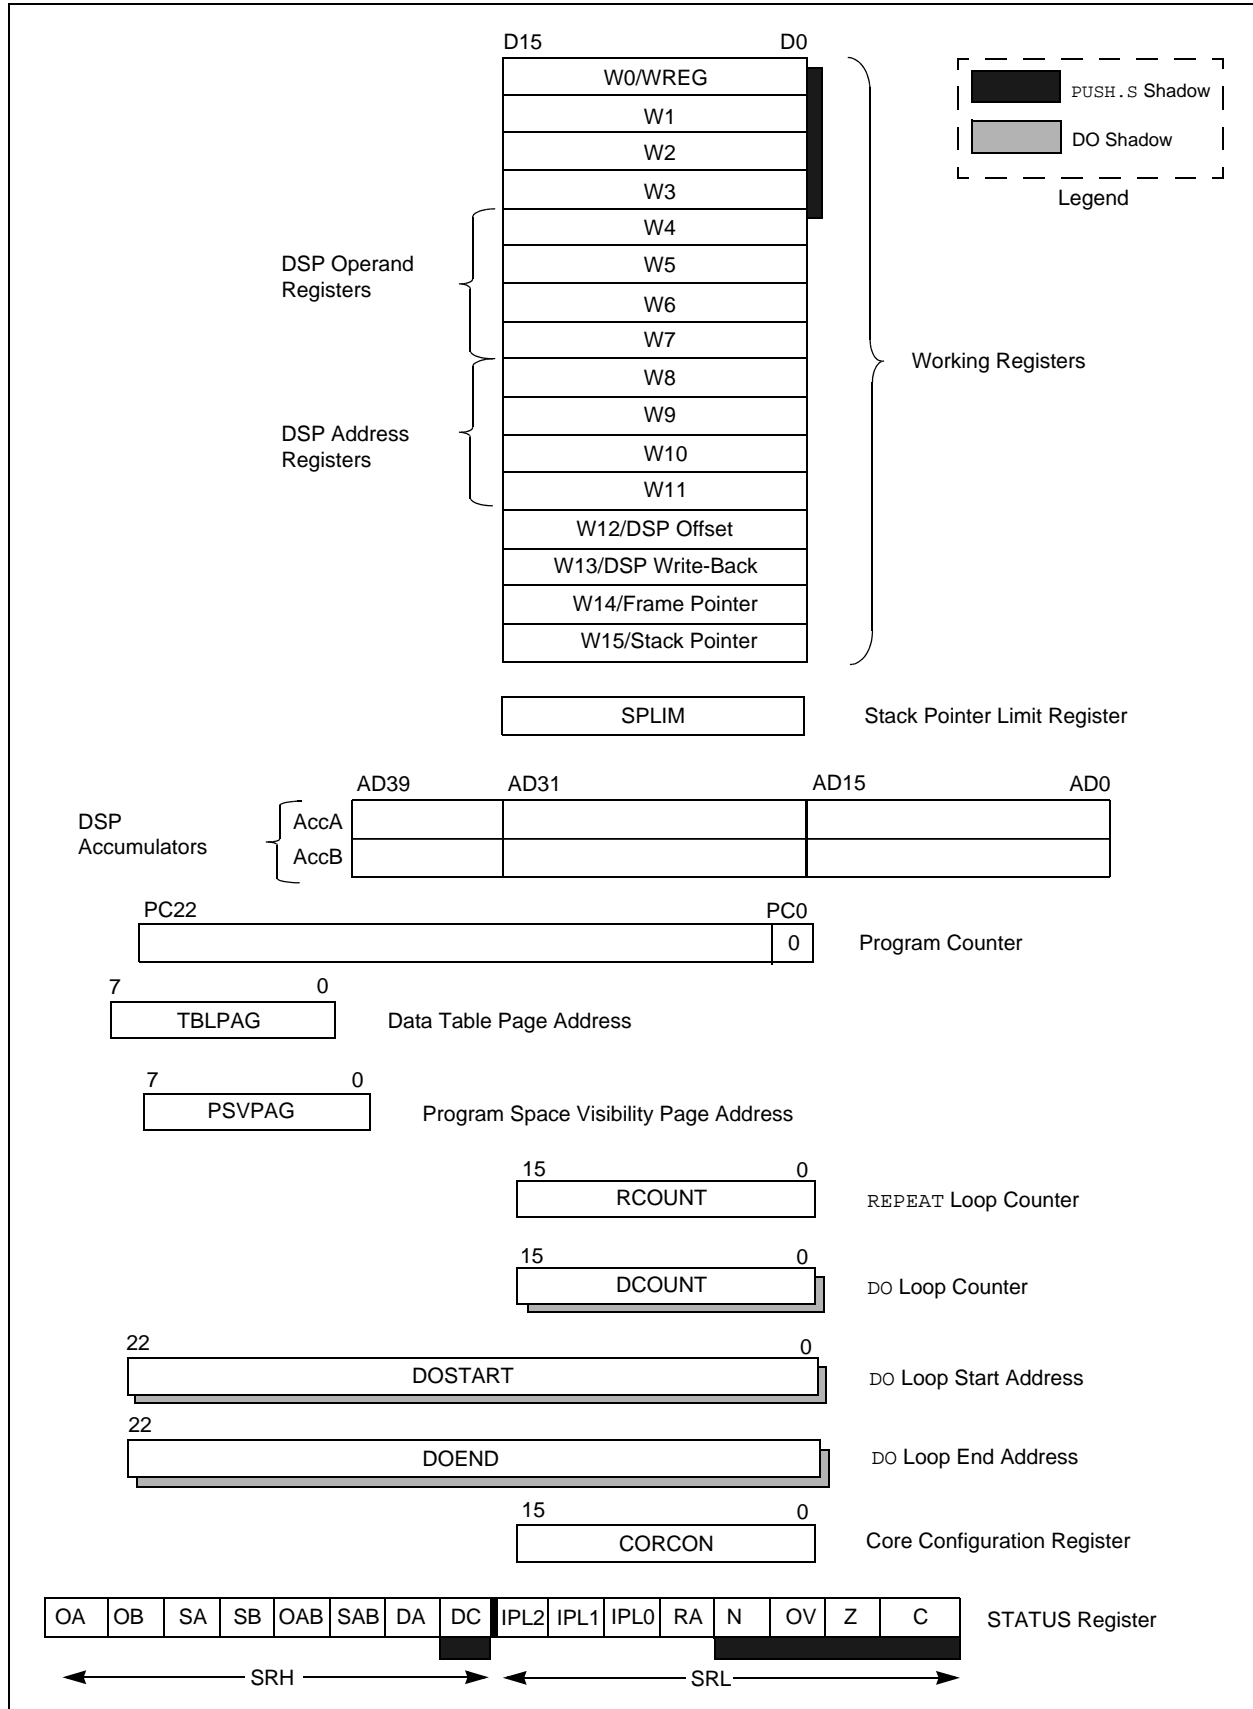 D15 D0
W0/WREG
PUSH.S Shadow
W1
DO Shadow
W2
W3
Legend
W4
DSP Operand
Registers
W5
W6
W7
Working Registers
W8
W9
DSP Address
Registers
W10
W11
W12/DSP Offset
W13/DSP Write-Back
W14/Frame Pointer
W15/Stack Pointer
SPLIM Stack Pointer Limit Register
AD39 AD31 AD15 AD0
DSP
Accumulators
AccA
AccB
PC22 PC0
0 Program Counter
7 0
TBLPAG Data Table Page Address
7 0
PSVPAG Program Space Visibility Page Address
15 0
RCOUNT REPEAT Loop Counter
15 0
DCOUNT DO Loop Counter
22 0
DOSTART DO Loop Start Address
22
DOEND DO Loop End Address
15 0
CORCON Core Configuration Register
OA OB SA SB OAB SAB DA DC IPL2 IPL1 IPL0 RA N OV Z C STATUS Register
SRH SRL